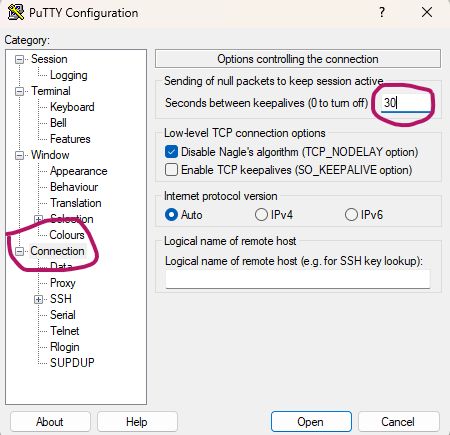 PuTTY Configuration
Category:
Session
Logging
Terminal
Keyboard
Bell
Features
Window
Appearance
Behaviour
Translation
Selection
Colours
Connection
Data
Proxy
SSH
Serial
Telnet
Rlogin
SUPDUP
Options controlling the connection
Sending of null packets to keep session active
Seconds between keepalives (0 to turn off) 30
Low-level TCP connection options
Disable Nagle's algorithm (TCP_NODELAY option)
Enable TCP keepalives (SO_KEEPALIVE option)
Internet protocol version
Auto IPv4 IPv6
Logical name of remote host
Logical name of remote host (e.g. for SSH key lookup):
About Help Open Cancel